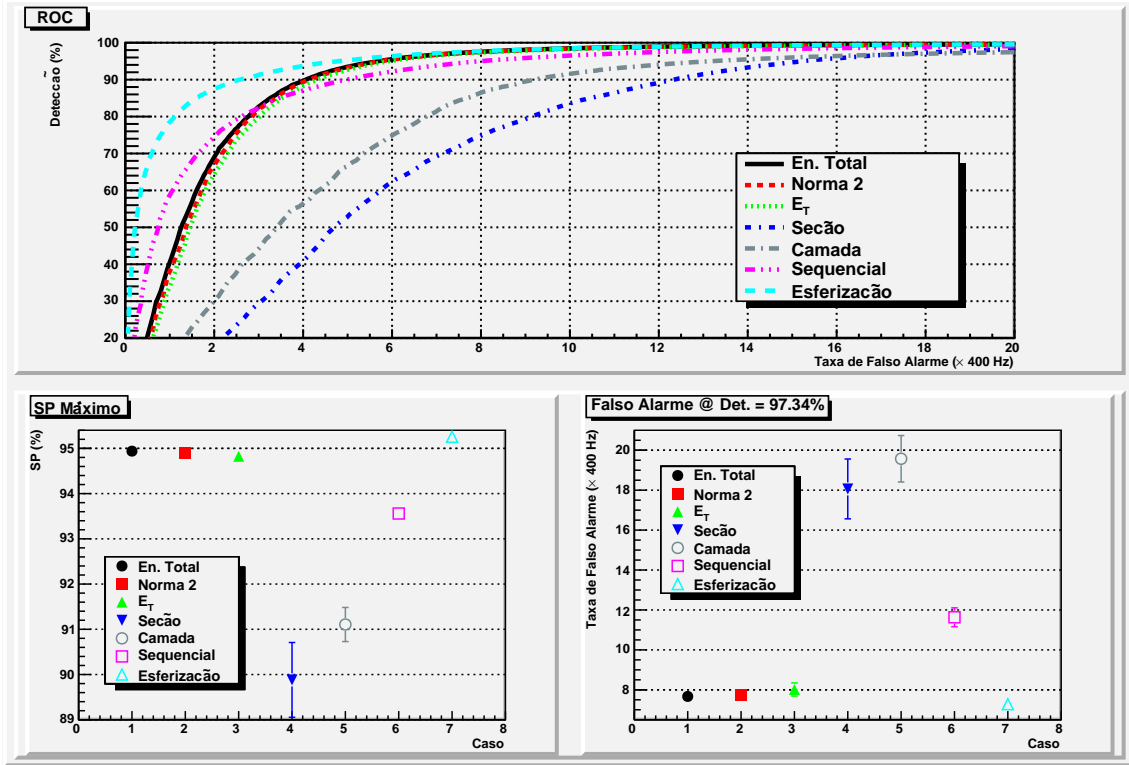 ROC
Detecção (%)
100
90
80
70
60
50
40
30
20
0
2
4
6
8
10
12
14
16
18
20
Taxa de Falso Alarme (× 400 Hz)
En. Total
Norma 2
E_T
Secão
Camada
Sequencial
Esferizacão
SP Máximo
SP (%)
95
94
93
92
91
90
89
0
1
2
3
4
5
6
7
8
Caso
En. Total
Norma 2
E_T
Secão
Camada
Sequencial
Esferizacão
Falso Alarme @ Det. = 97.34%
Taxa de Falso Alarme (× 400 Hz)
20
18
16
14
12
10
8
0
1
2
3
4
5
6
7
8
Caso
En. Total
Norma 2
E_T
Secão
Camada
Sequencial
Esferizacão